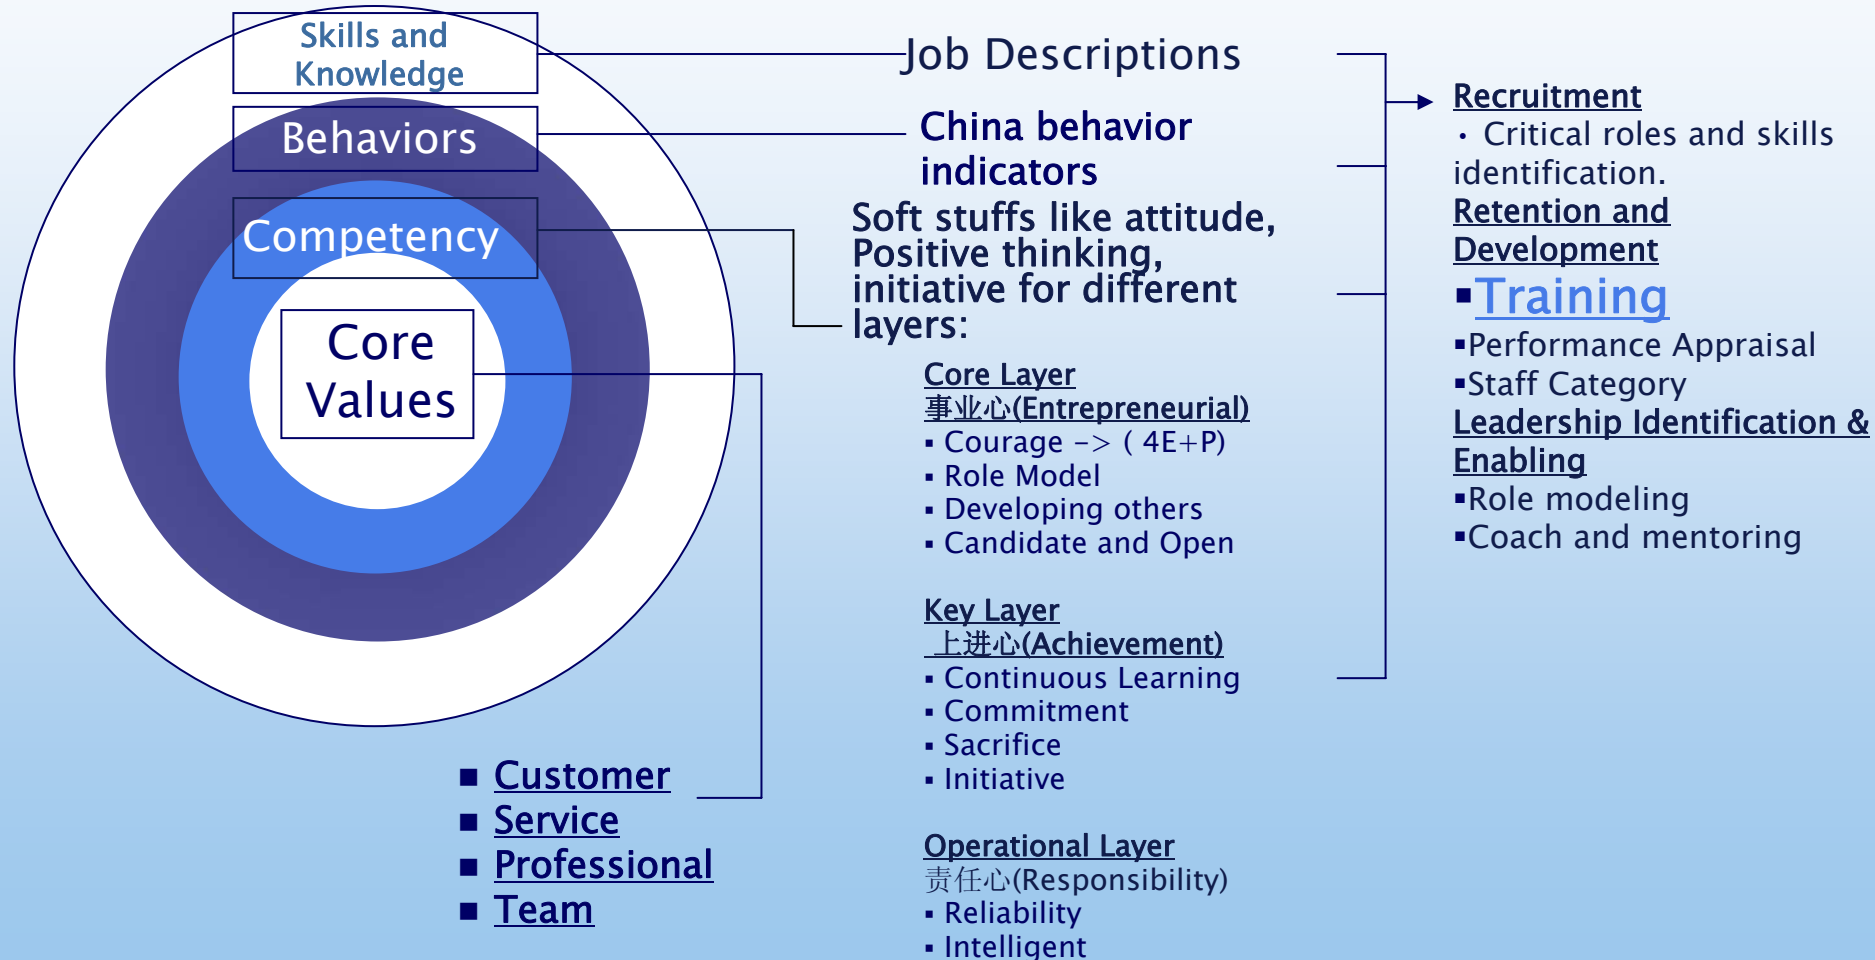 Skills and
Knowledge
Behaviors
Competency
Core
Values
■ Customer
■ Service
■ Professional
■ Team
Job Descriptions
China behavior
indicators
Soft stuffs like attitude,
Positive thinking,
initiative for different
layers:
Core Layer
事业心(Entrepreneurial)
▪ Courage -> ( 4E+P)
▪ Role Model
▪ Developing others
▪ Candidate and Open
Key Layer
上进心(Achievement)
▪ Continuous Learning
▪ Commitment
▪ Sacrifice
▪ Initiative
Operational Layer
责任心(Responsibility)
▪ Reliability
▪ Intelligent
Recruitment
• Critical roles and skills
identification.
Retention and
Development
▪Training
▪Performance Appraisal
▪Staff Category
Leadership Identification &
Enabling
▪Role modeling
▪Coach and mentoring